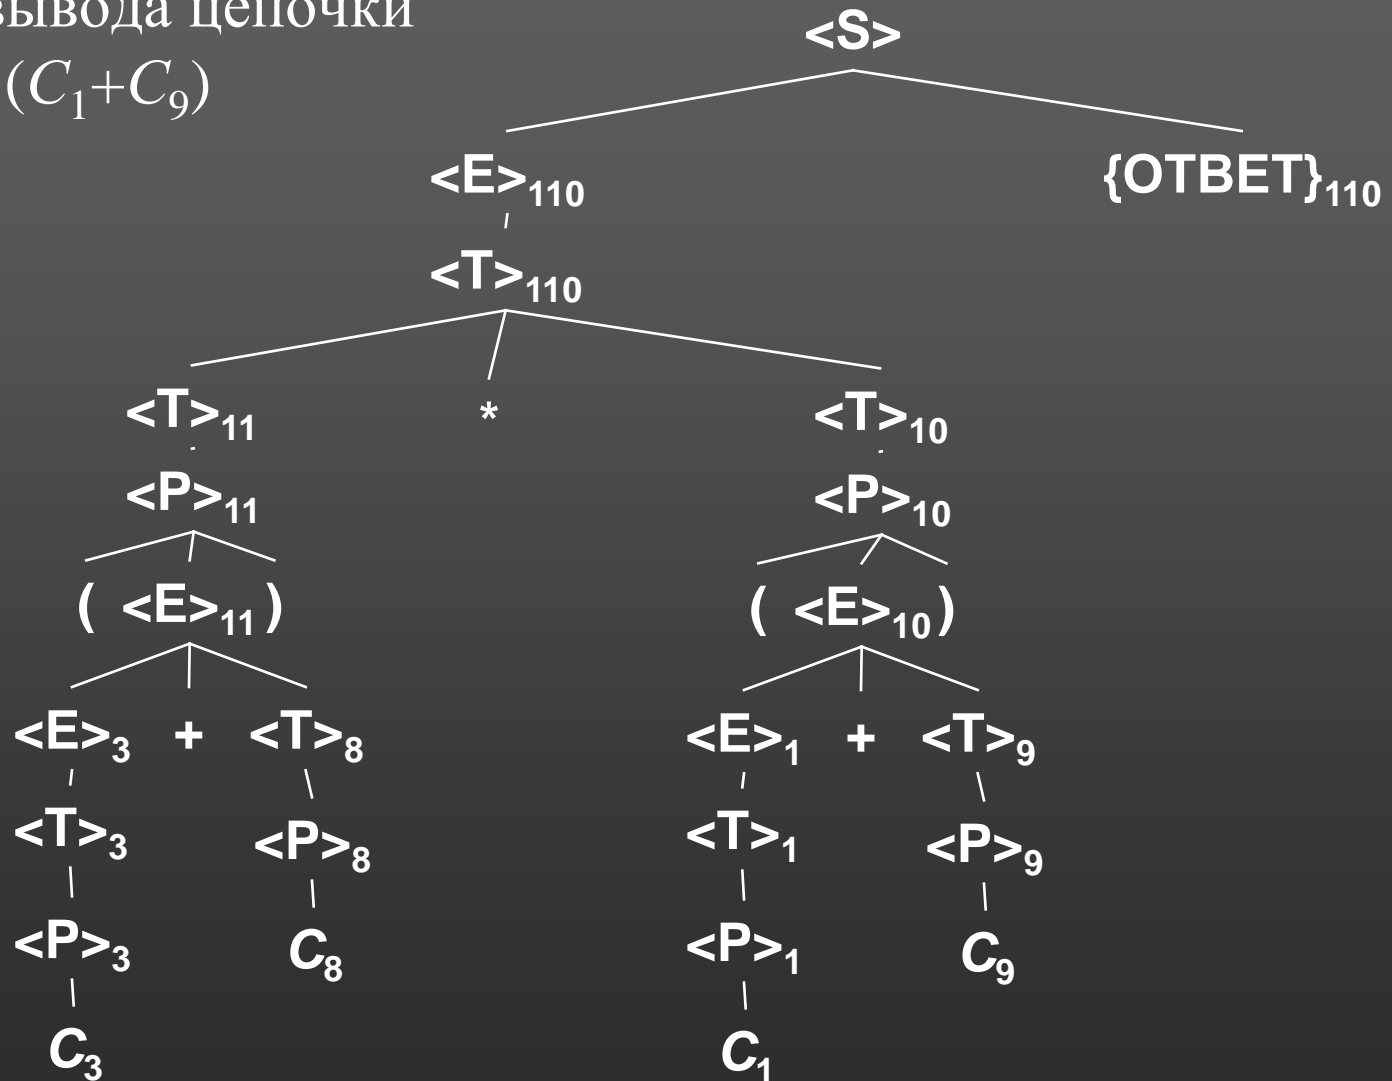 вывода цепочки
(C₁+C₉)
<S>
<E>₁₁₀ {ОТВЕТ}₁₁₀
<T>₁₁₀
<T>₁₁ * <T>₁₀
<P>₁₁ <P>₁₀
( <E>₁₁ ) ( <E>₁₀ )
<E>₃ + <T>₈ <E>₁ + <T>₉
<T>₃ <P>₈ <T>₁ <P>₉
<P>₃ C₈ <P>₁ C₉
C₃ C₁